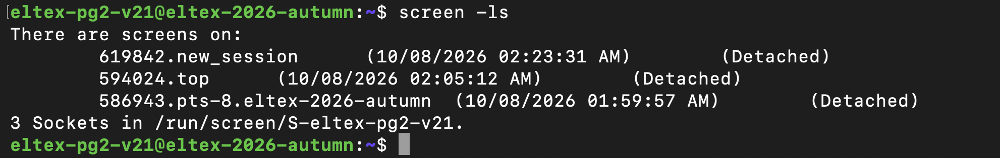 [eltex-pg2-v21@eltex-2026-autumn:~$ screen -ls
There are screens on:
	619842.new_session	(10/08/2026 02:23:31 AM)	(Detached)
	594024.top	(10/08/2026 02:05:12 AM)	(Detached)
	586943.pts-8.eltex-2026-autumn	(10/08/2026 01:59:57 AM)	(Detached)
3 Sockets in /run/screen/S-eltex-pg2-v21.
eltex-pg2-v21@eltex-2026-autumn:~$